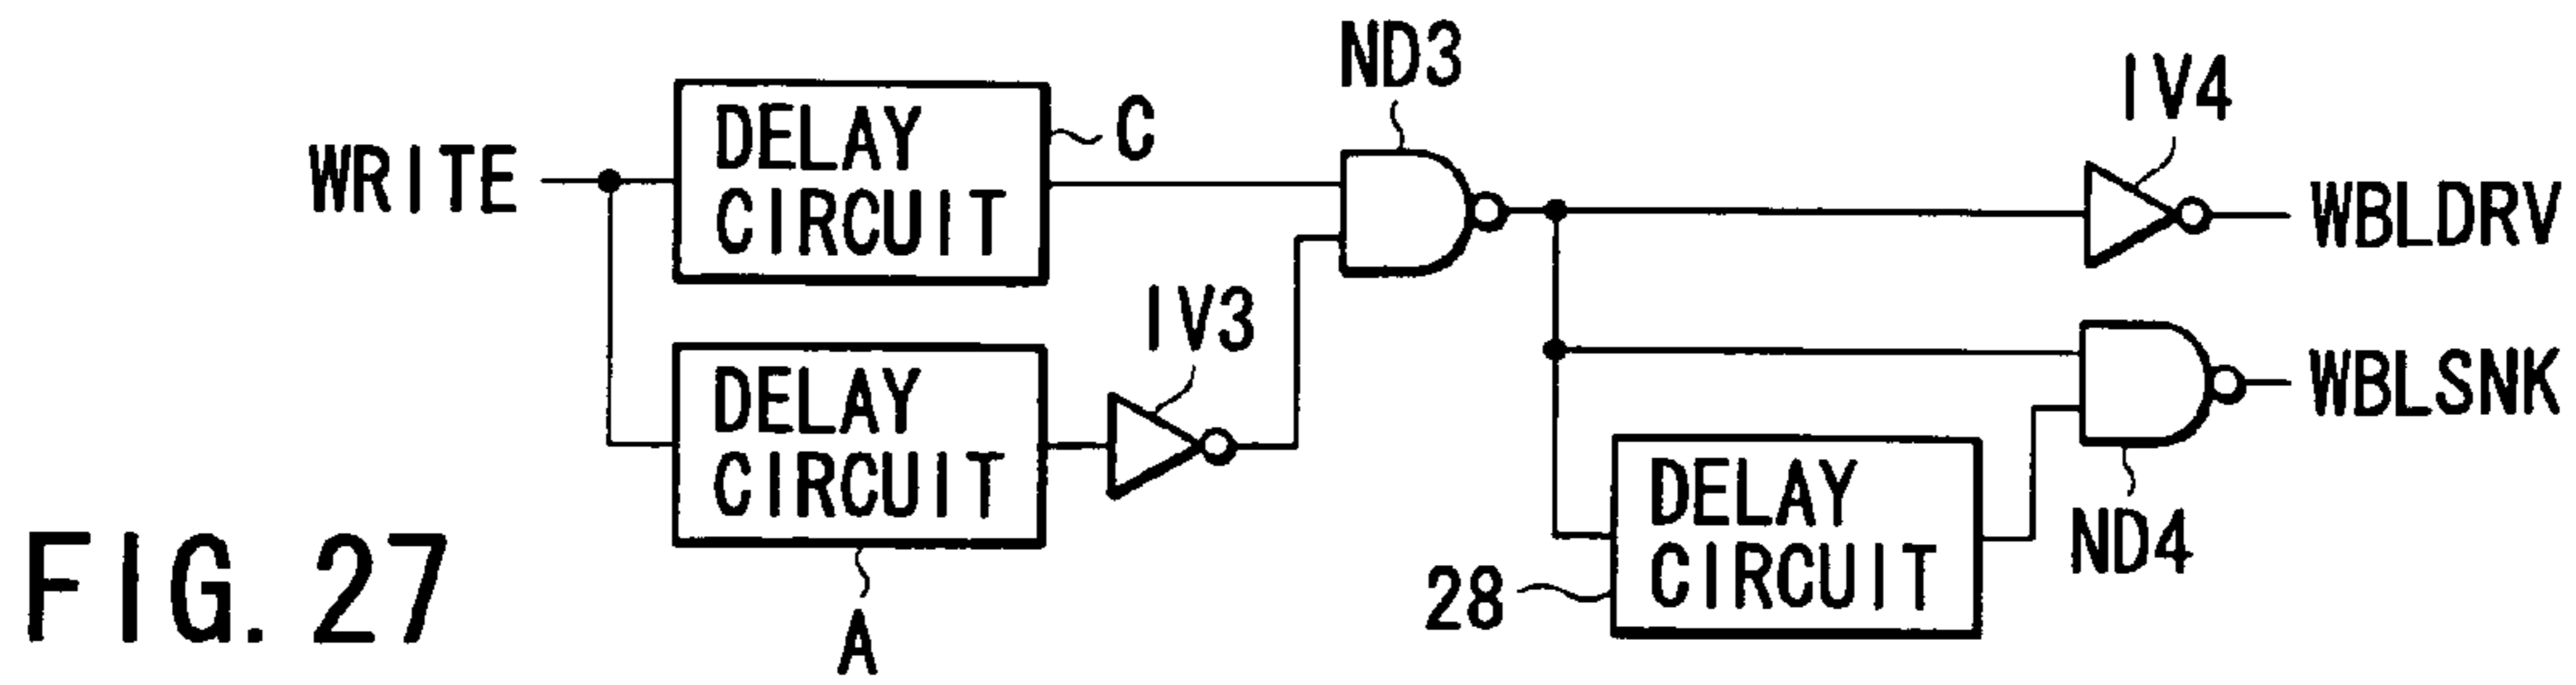 ND3
IV4
DELAY
CIRCUIT
C
WRITE
WBLDRV
IV3
DELAY
CIRCUIT
WBLSNK
DELAY
CIRCUIT
ND4
28
A
FIG. 27